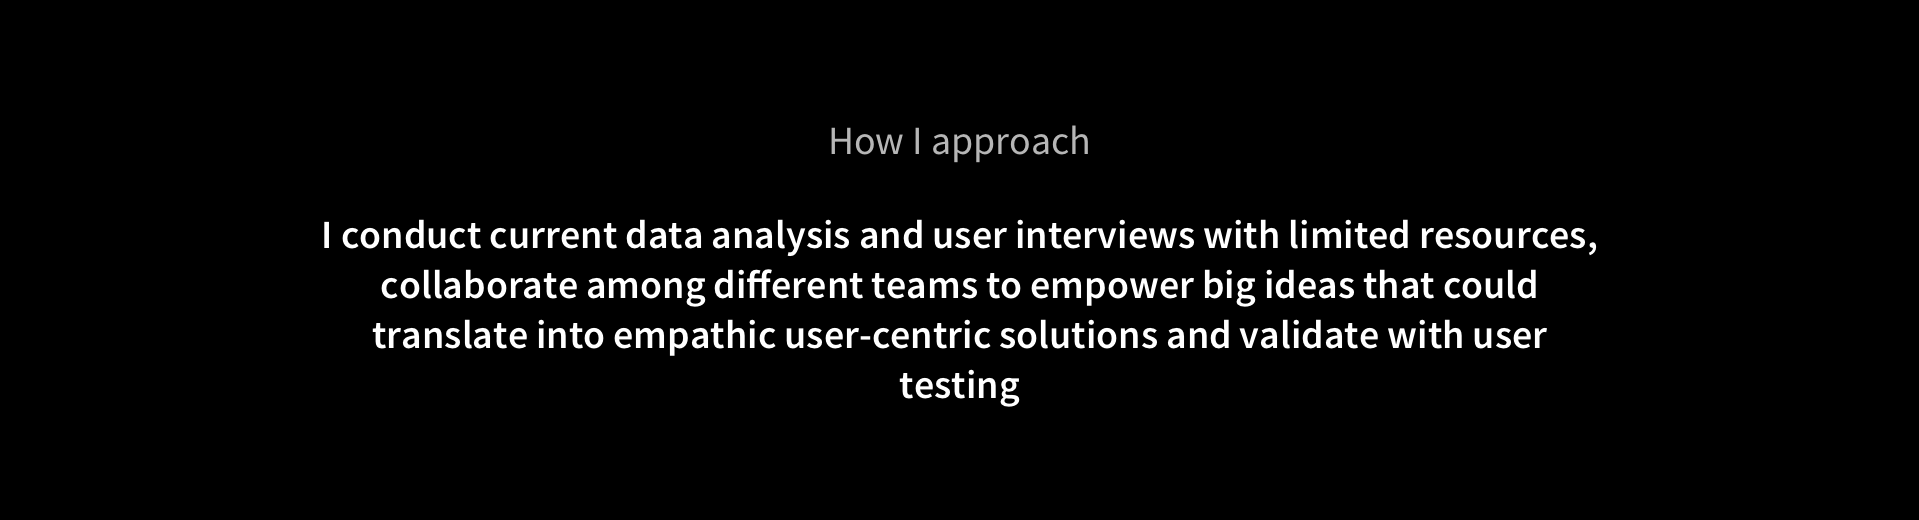 How I approach
I conduct current data analysis and user interviews with limited resources,
collaborate among different teams to empower big ideas that could
translate into empathic user-centric solutions and validate with user
testing